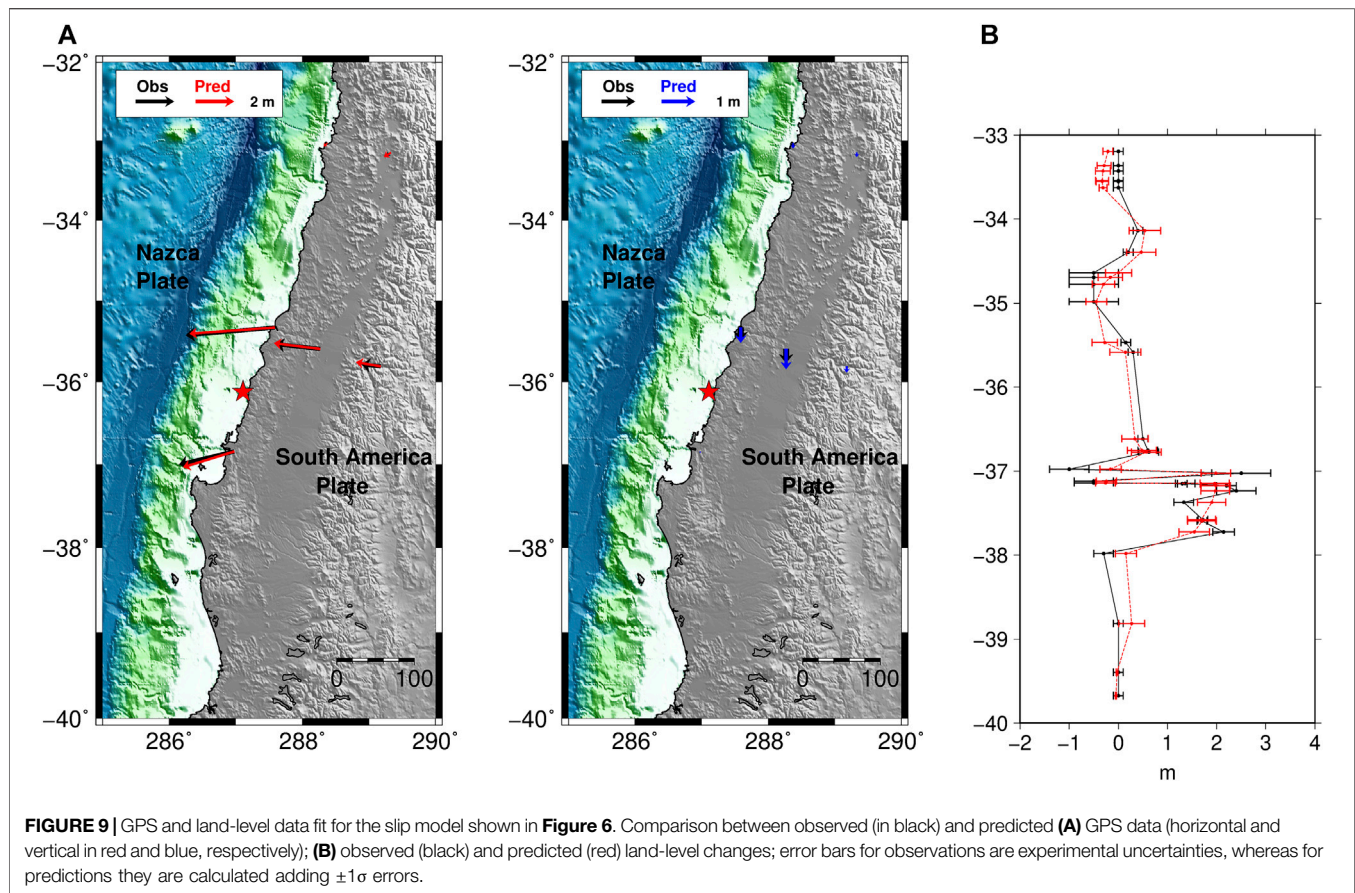 A
−32°
−34°
−36°
−38°
−40°
286° 288° 290°
Obs Pred
2 m
Nazca
Plate
South America
Plate
0 100
−32°
−34°
−36°
−38°
−40°
286° 288° 290°
Obs Pred
1 m
Nazca
Plate
South America
Plate
0 100
B
−33
−34
−35
−36
−37
−38
−39
−40
−2 −1 0 1 2 3 4
m
FIGURE 9 | GPS and land-level data fit for the slip model shown in Figure 6. Comparison between observed (in black) and predicted (A) GPS data (horizontal and
vertical in red and blue, respectively); (B) observed (black) and predicted (red) land-level changes; error bars for observations are experimental uncertainties, whereas for
predictions they are calculated adding ±1σ errors.